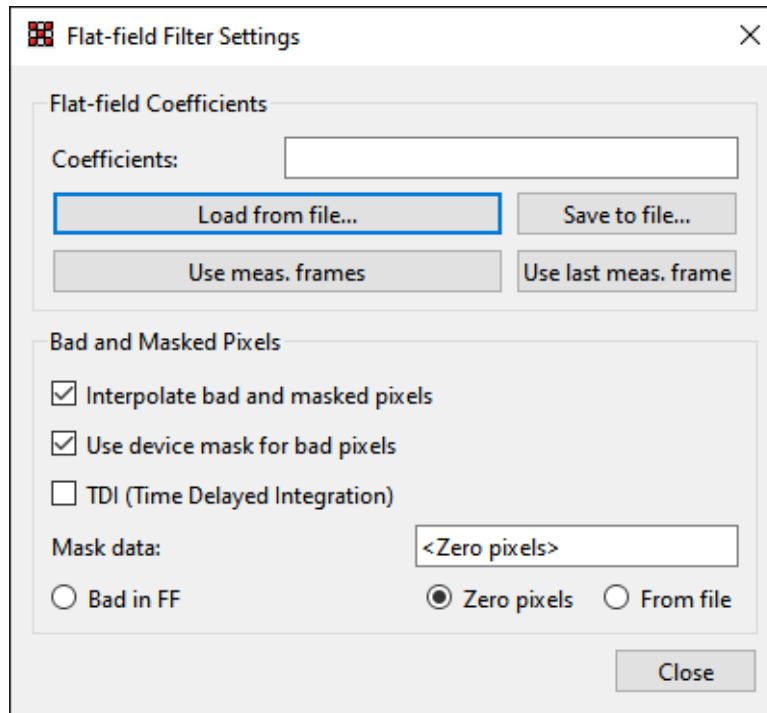 Flat-field Filter Settings
Flat-field Coefficients
Coefficients:
Load from file... Save to file...
Use meas. frames Use last meas. frame
Bad and Masked Pixels
Interpolate bad and masked pixels
Use device mask for bad pixels
TDI (Time Delayed Integration)
Mask data: <Zero pixels>
Bad in FF Zero pixels From file
Close